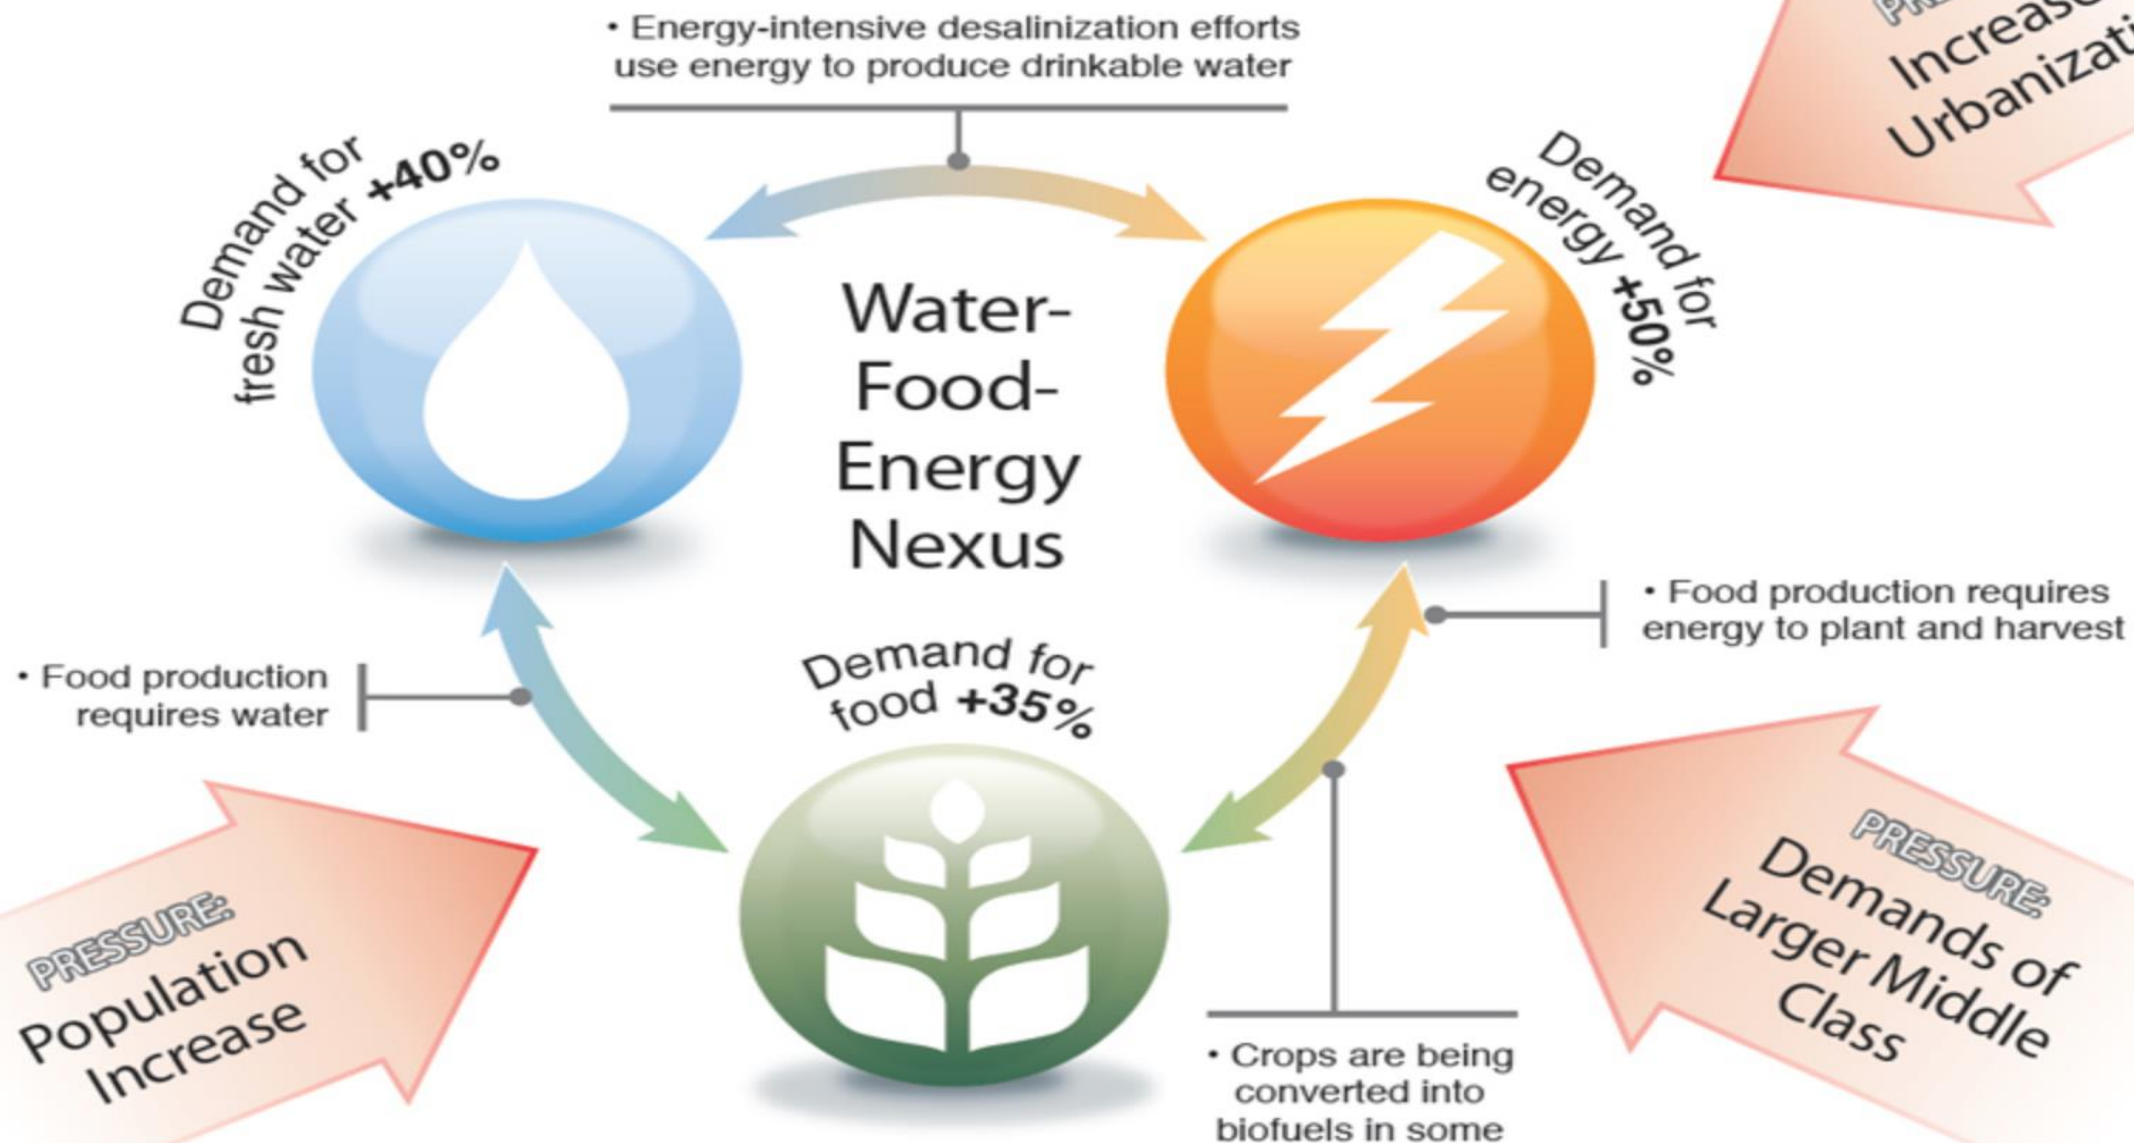 • Energy-intensive desalinization efforts
use energy to produce drinkable water
Increase
Demand for
fresh water +40%
Demand for
energy +50%
Water-
Food-
Energy
Nexus
• Food production requires
energy to plant and harvest
• Food production
requires water
Demand for
food +35%
PRESSURE:
Population
Increase
PRESSURE:
Demands of
Larger Middle
Class
• Crops are being
converted into
biofuels in some